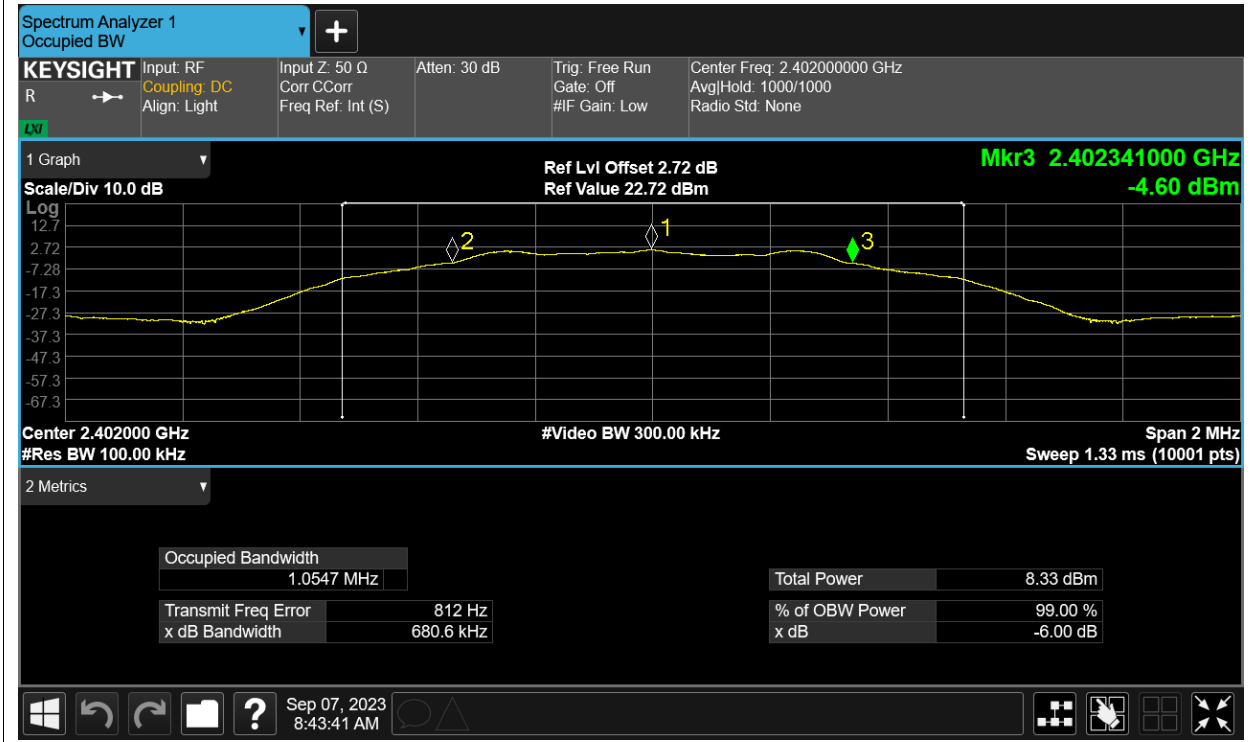 Spectrum Analyzer 1
Occupied BW
KEYSIGHT
R
LXI
Input: RF
Coupling: DC
Align: Light
Input Z: 50 Ω
Corr CCorr
Freq Ref: Int (S)
Atten: 30 dB
Trig: Free Run
Gate: Off
#IF Gain: Low
Center Freq: 2.402000000 GHz
Avg|Hold: 1000/1000
Radio Std: None
1 Graph
Scale/Div 10.0 dB
Ref Lvl Offset 2.72 dB
Ref Value 22.72 dBm
Mkr3 2.402341000 GHz
-4.60 dBm
Log
12.7
2.72
-7.28
-17.3
-27.3
-37.3
-47.3
-57.3
-67.3
2
1
3
Center 2.402000 GHz
#Res BW 100.00 kHz
#Video BW 300.00 kHz
Span 2 MHz
Sweep 1.33 ms (10001 pts)
2 Metrics
Occupied Bandwidth
1.0547 MHz
Transmit Freq Error 812 Hz
x dB Bandwidth 680.6 kHz
Total Power 8.33 dBm
% of OBW Power 99.00 %
x dB -6.00 dB
?
Sep 07, 2023
8:43:41 AM